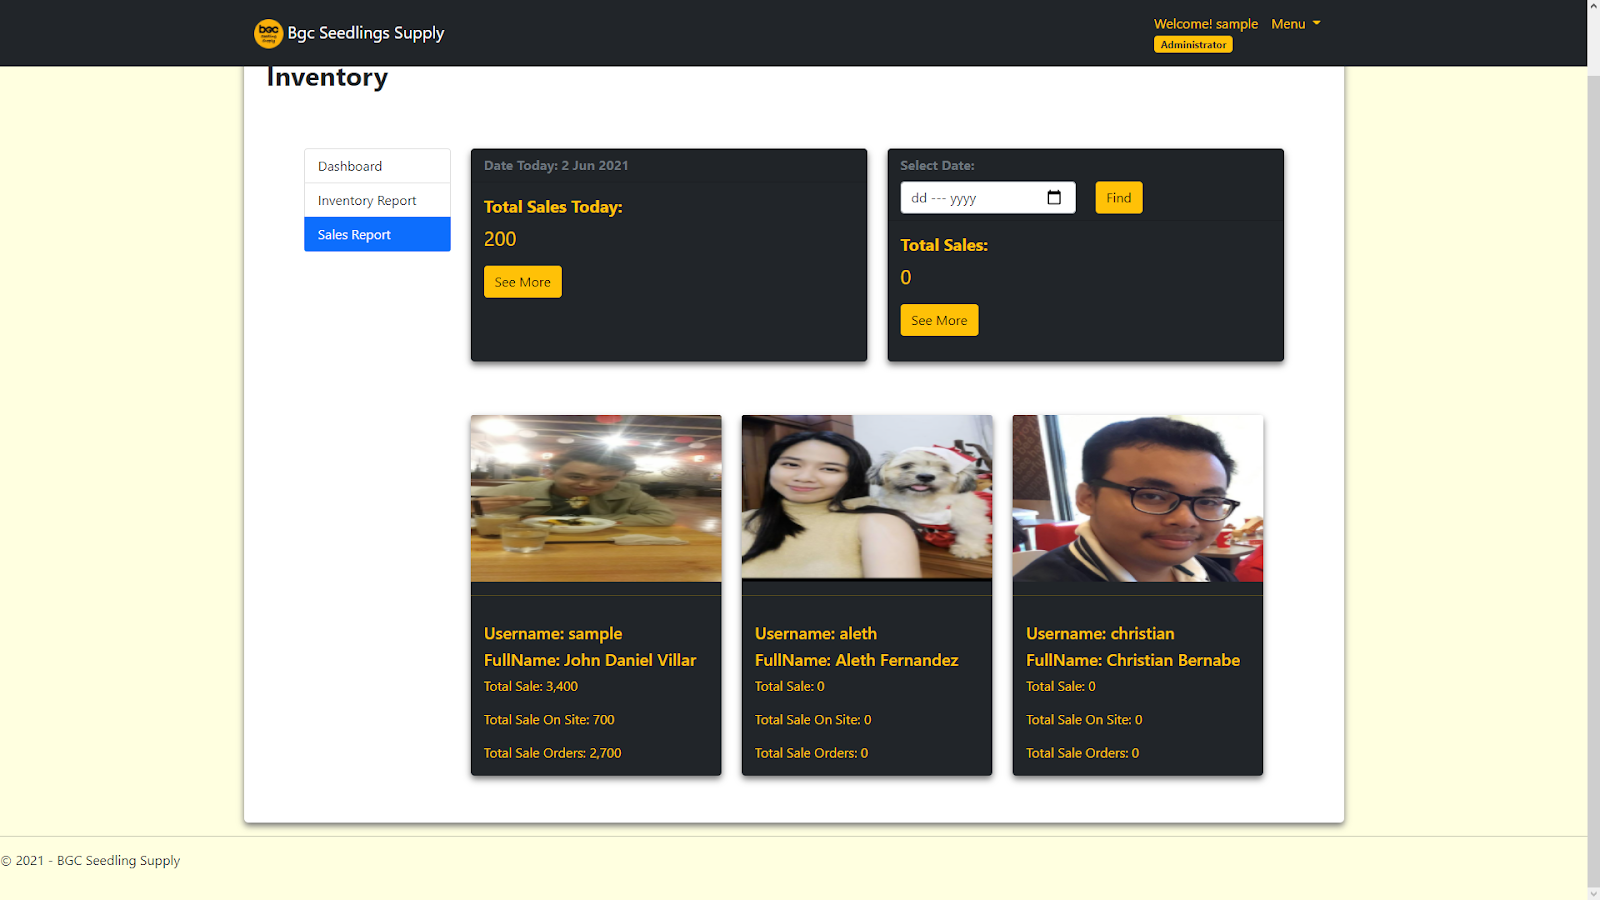 bgc
Bgc Seedlings Supply
Welcome! sample
Menu
Administrator
Inventory
Dashboard
Inventory Report
Sales Report
Date Today: 2 Jun 2021
Total Sales Today:
200
See More
Select Date:
dd --- yyyy
Find
Total Sales:
0
See More
Username: sample
FullName: John Daniel Villar
Total Sale: 3,400
Total Sale On Site: 700
Total Sale Orders: 2,700
Username: aleth
FullName: Aleth Fernandez
Total Sale: 0
Total Sale On Site: 0
Total Sale Orders: 0
Username: christian
FullName: Christian Bernabe
Total Sale: 0
Total Sale On Site: 0
Total Sale Orders: 0
© 2021 - BGC Seedling Supply